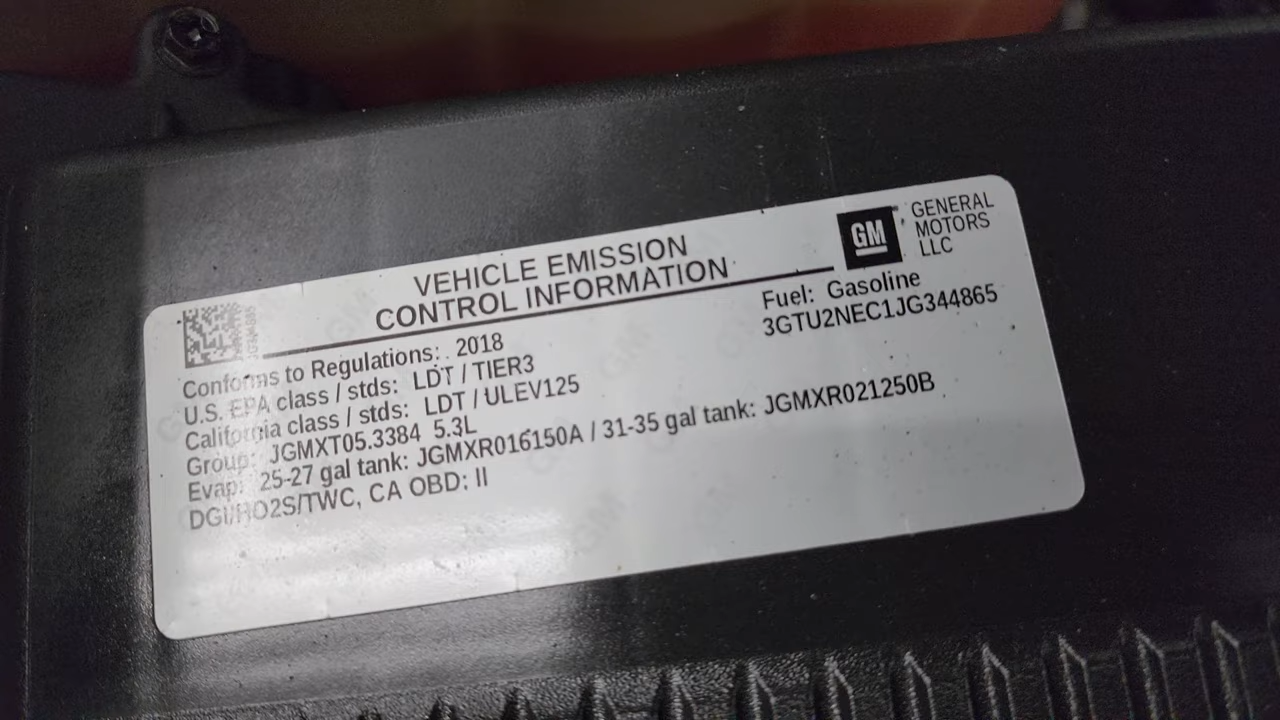 VEHICLE EMISSION
CONTROL INFORMATION
GM
GENERAL
MOTORS
LLC
Fuel: Gasoline
3GTU2NEC1JG344865
Conforms to Regulations: 2018
U.S. EPA class / stds: LDT / TIER3
California class / stds: LDT / ULEV125
Group: JGMXT05.3384 5.3L
Evap: 25-27 gal tank: JGMXR016150A / 31-35 gal tank: JGMXR021250B
DGI/HO2S/TWC, CA OBD: II